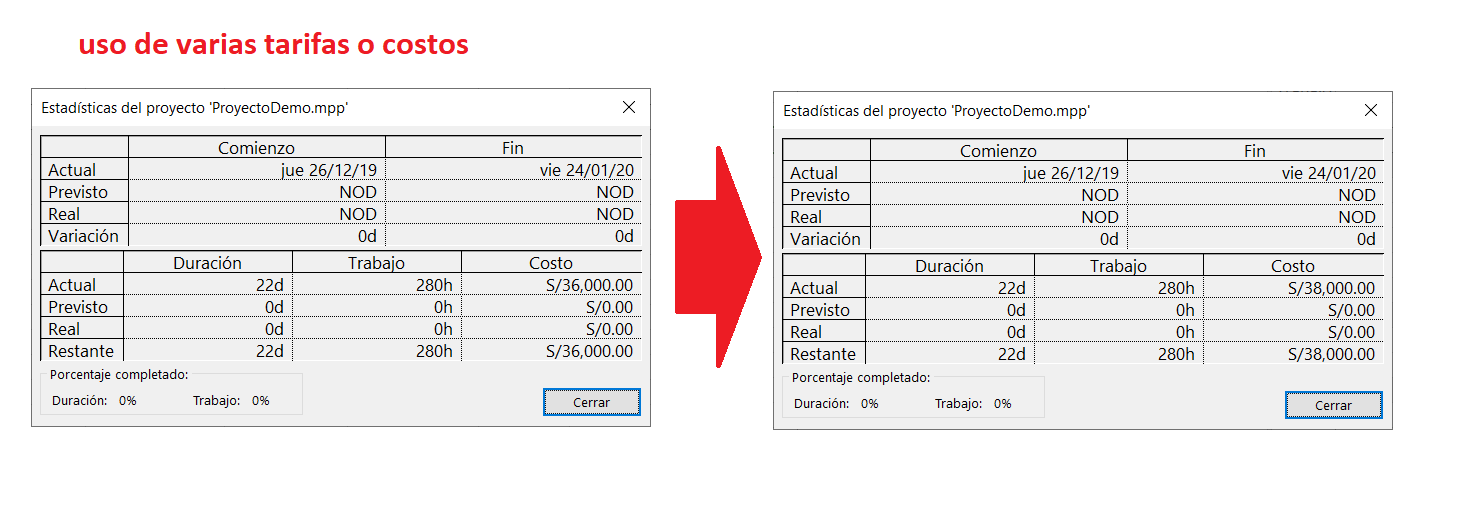 uso de varias tarifas o costos
Estadísticas del proyecto 'ProyectoDemo.mpp'
Comienzo Fin
Actual jue 26/12/19 vie 24/01/20
Previsto NOD NOD
Real NOD NOD
Variación 0d 0d
Duración Trabajo Costo
Actual 22d 280h S/36,000.00
Previsto 0d 0h S/0.00
Real 0d 0h S/0.00
Restante 22d 280h S/36,000.00
Porcentaje completado:
Duración: 0% Trabajo: 0%
Cerrar
Estadísticas del proyecto 'ProyectoDemo.mpp'
Comienzo Fin
Actual jue 26/12/19 vie 24/01/20
Previsto NOD NOD
Real NOD NOD
Variación 0d 0d
Duración Trabajo Costo
Actual 22d 280h S/38,000.00
Previsto 0d 0h S/0.00
Real 0d 0h S/0.00
Restante 22d 280h S/38,000.00
Porcentaje completado:
Duración: 0% Trabajo: 0%
Cerrar